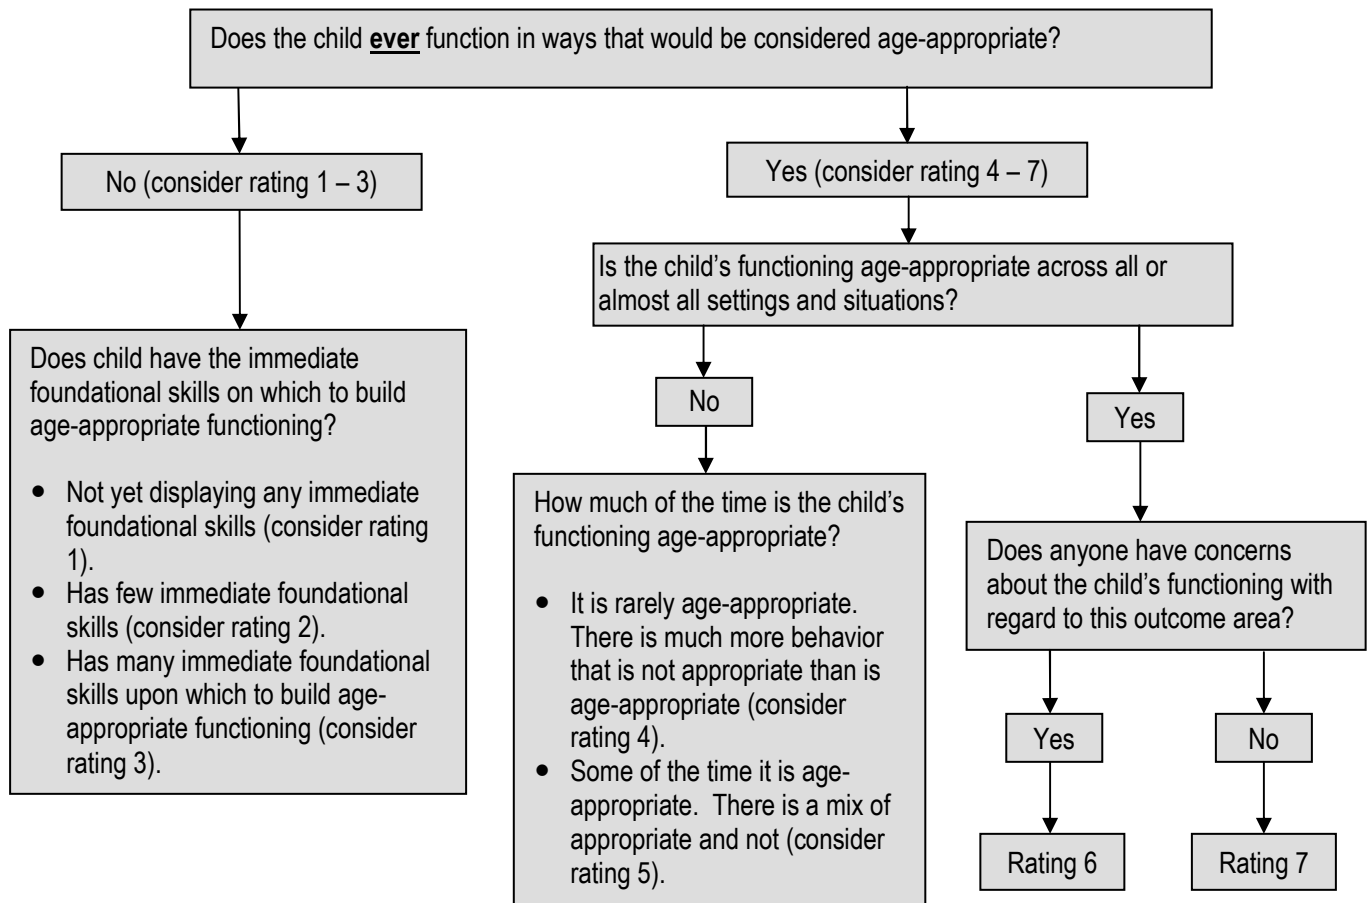 Does the child ever function in ways that would be considered age-appropriate?
No (consider rating 1 – 3)
Yes (consider rating 4 – 7)
Is the child’s functioning age-appropriate across all or
almost all settings and situations?
Does child have the immediate
foundational skills on which to build
age-appropriate functioning?
• Not yet displaying any immediate
foundational skills (consider rating
1).
• Has few immediate foundational
skills (consider rating 2).
• Has many immediate foundational
skills upon which to build age-
appropriate functioning (consider
rating 3).
No
Yes
How much of the time is the child’s
functioning age-appropriate?
• It is rarely age-appropriate.
There is much more behavior
that is not appropriate than is
age-appropriate (consider
rating 4).
• Some of the time it is age-
appropriate.  There is a mix of
appropriate and not (consider
rating 5).
Does anyone have concerns
about the child’s functioning with
regard to this outcome area?
Yes
No
Rating 6
Rating 7